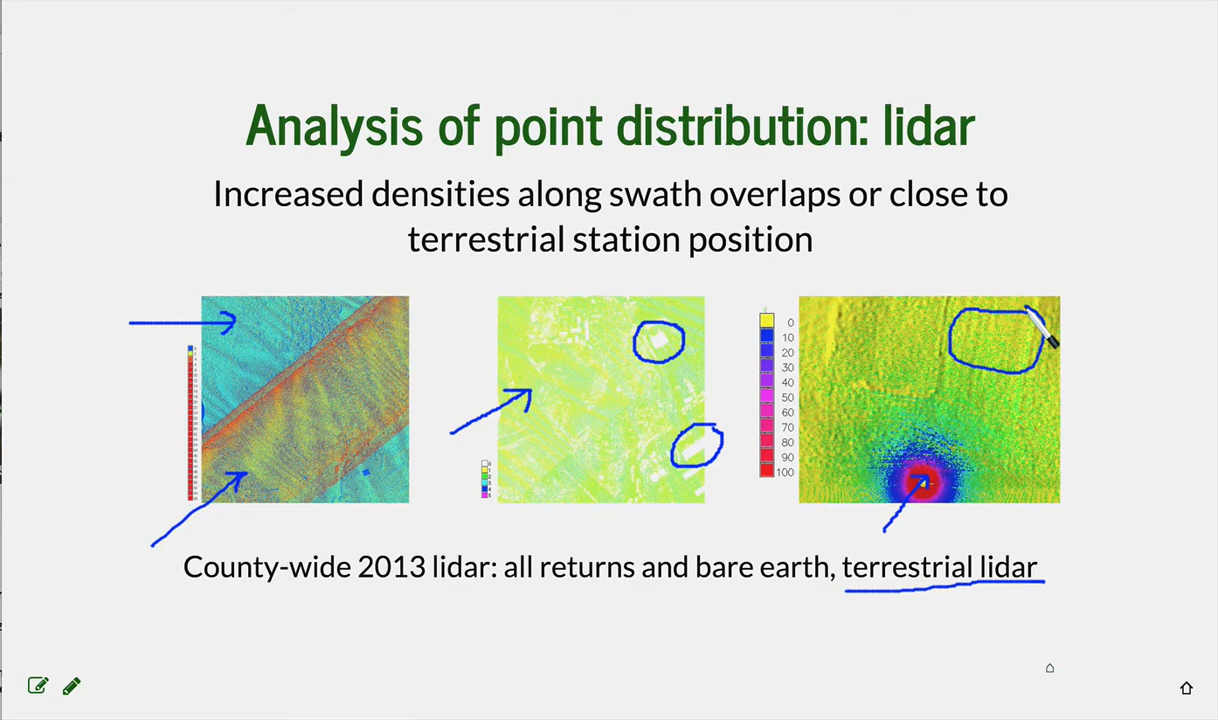 Analysis of point distribution: lidar
Increased densities along swath overlaps or close to
terrestrial station position
0
10
20
30
40
50
60
70
80
90
100
County-wide 2013 lidar: all returns and bare earth, terrestrial lidar